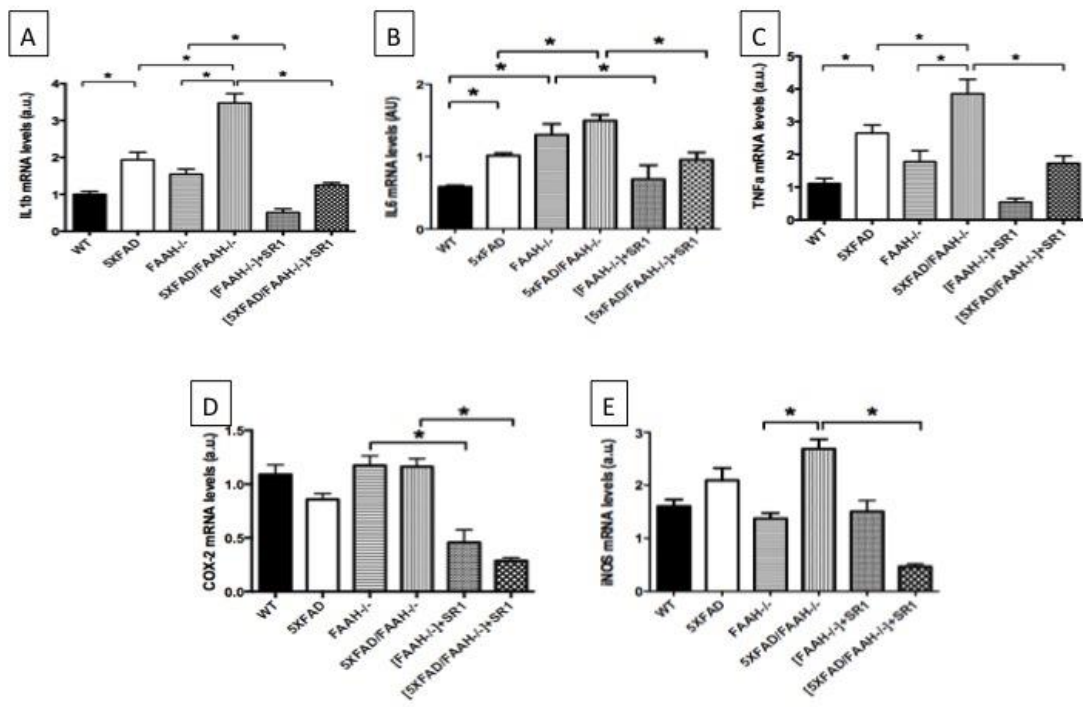 A
*
*
*
*
*
IL1b mRNA levels (a.u.)
4
3
2
1
0
WT
5XFAD
FAAH-/-
5XFAD/FAAH-/-
[FAAH-/-]+SR1
[5XFAD/FAAH-/-]+SR1
B
*
*
*
*
*
IL6 mRNA levels (AU)
2
1
0
WT
5xFAD
FAAH-/-
5xFAD/FAAH-/-
[FAAH-/-]+SR1
[5xFAD/FAAH-/-]+SR1
C
*
*
*
*
TNFa mRNA levels (a.u.)
5
4
3
2
1
0
WT
5XFAD
FAAH-/-
5XFAD/FAAH-/-
[FAAH-/-]+SR1
[5XFAD/FAAH-/-]+SR1
D
*
*
COX-2 mRNA levels (a.u.)
1.5
1.0
0.5
0.0
WT
5XFAD
FAAH-/-
5XFAD/FAAH-/-
[FAAH-/-]+SR1
[5XFAD/FAAH-/-]+SR1
E
*
*
iNOS mRNA levels (a.u.)
3
2
1
0
WT
5XFAD
FAAH-/-
5XFAD/FAAH-/-
[FAAH-/-]+SR1
[5XFAD/FAAH-/-]+SR1